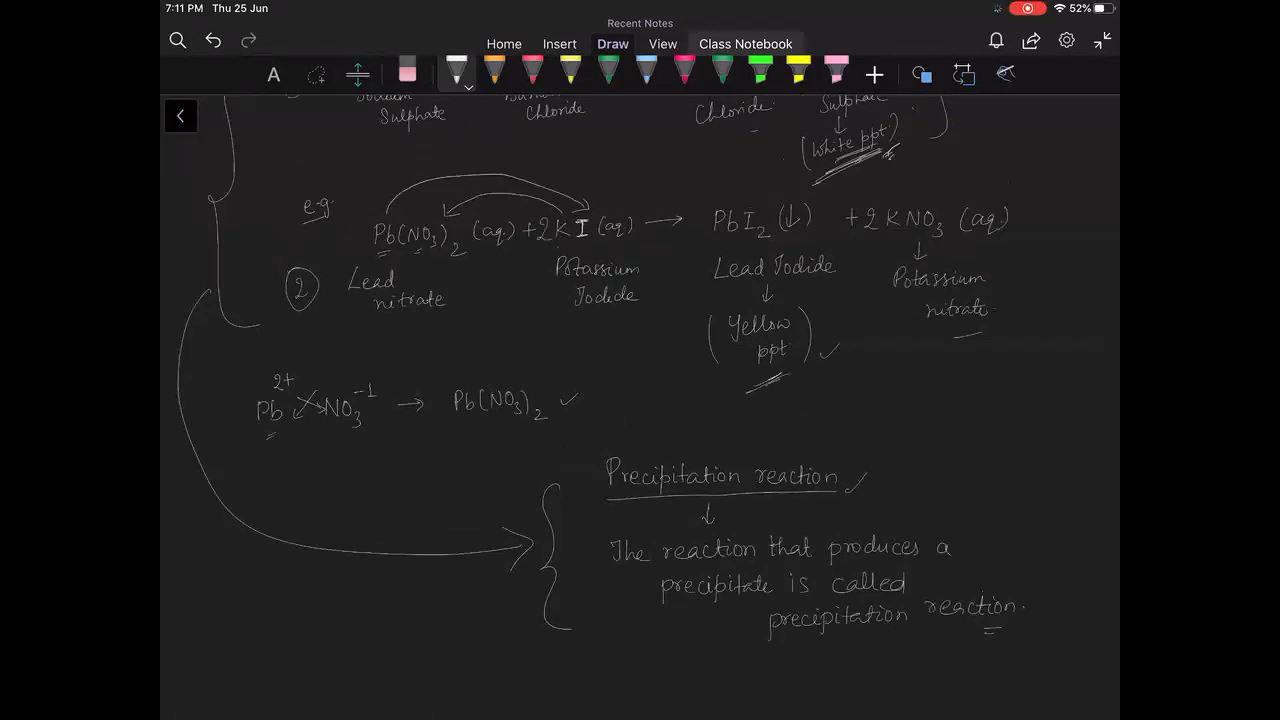 7:11 PM Thu 25 Jun
52%
Recent Notes
Home Insert Draw View Class Notebook
A
Sulphate Chloride Chloride Sulphate
(White ppt)
e.g.
Pb(NO3)2 (aq.) + 2KI (aq) → PbI2 (↓) + 2KNO3 (aq)
2 Lead nitrate Potassium Iodide Lead Iodide Potassium nitrate
(Yellow ppt)
Pb 2+ NO3 -1 → Pb(NO3)2 ✓
Precipitation reaction ✓
↓
The reaction that produces a
precipitate is called
precipitation reaction.